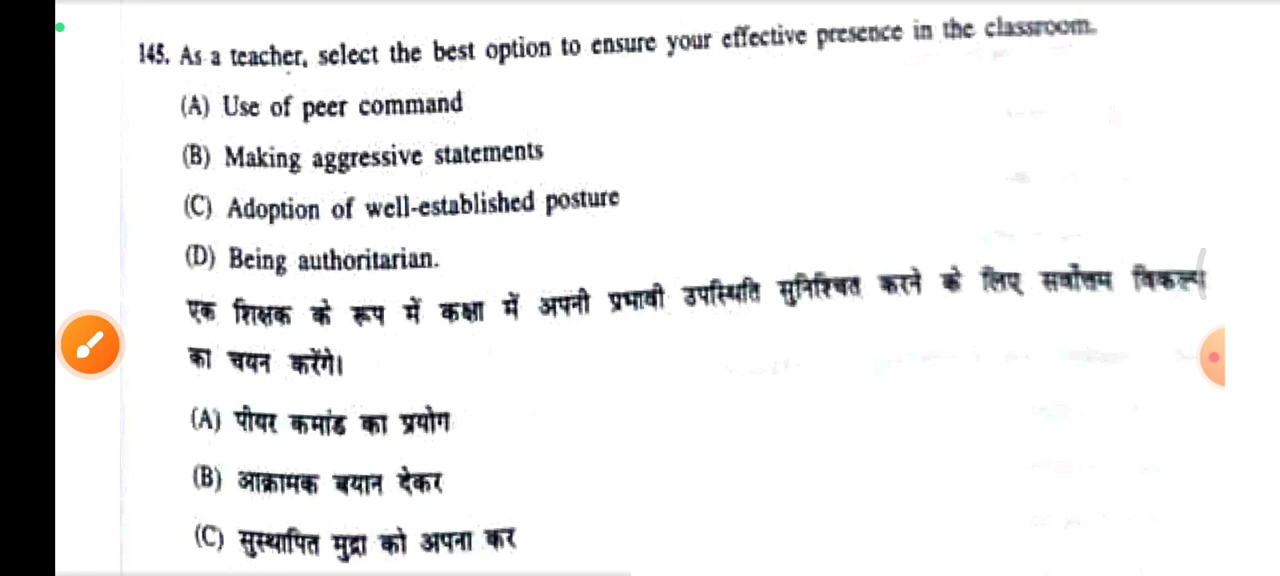 145. As a teacher, select the best option to ensure your effective presence in the classroom.
(A) Use of peer command
(B) Making aggressive statements
(C) Adoption of well-established posture
(D) Being authoritarian.
एक शिक्षक के रूप में कक्षा में अपनी प्रभावी उपस्थिति सुनिश्चित करने के लिए सर्वोत्तम विकल्प
का चयन करेंगे।
(A) पीयर कमांड का प्रयोग
(B) आक्रामक बयान देकर
(C) सुस्थापित मुद्रा को अपना कर